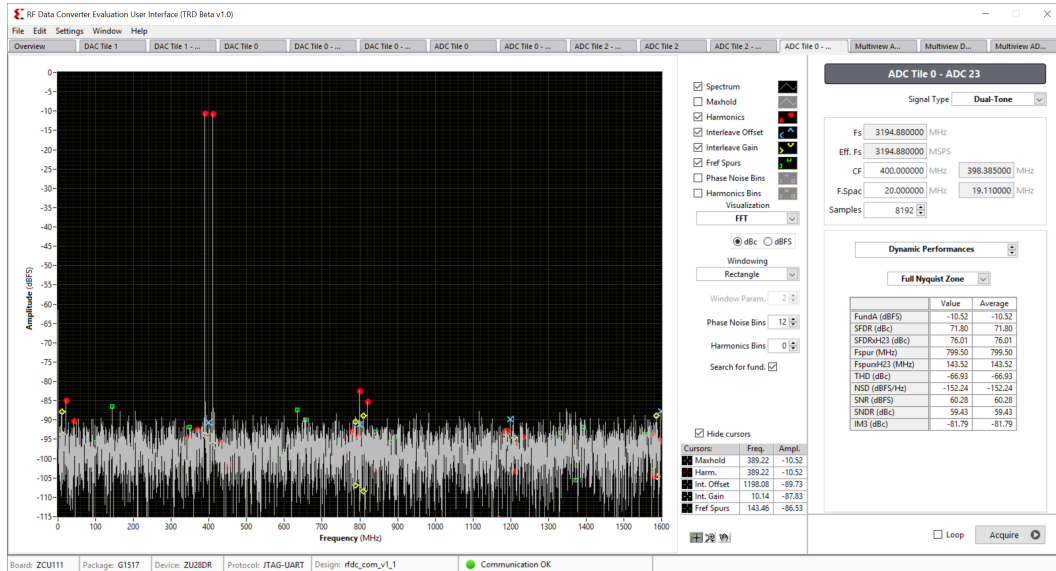 RF Data Converter Evaluation User Interface (TRD Beta v1.0)
File Edit Settings Window Help
Overview DAC Tile 1 DAC Tile 1 - ... DAC Tile 0 DAC Tile 0 - ... DAC Tile 0 - ... ADC Tile 0 ADC Tile 0 - ... ADC Tile 2 - ... ADC Tile 2 ADC Tile 2 - ... ADC Tile 0 - ... Multiview A... Multiview D... Multiview AD...
0-
-5-
-10-
-15-
-20-
-25-
-30-
-35-
-40-
-45-
-50-
-55-
-60-
-65-
-70-
-75-
-80-
-85-
-90-
-95-
-100-
-105-
-110-
-115-
Amplitude (dBFS)
0 100 200 300 400 500 600 700 800 900 1000 1100 1200 1300 1400 1500 1600
Frequency (MHz)
Spectrum
Maxhold
Harmonics
Interleave Offset
Interleave Gain
Fref Spurs
Phase Noise Bins
Harmonics Bins
Visualization
FFT
dBc dBFS
Windowing
Rectangle
Window Param. 2
Phase Noise Bins 12
Harmonics Bins 0
Search for fund.
Hide cursors
Cursors: Freq. Ampl.
Maxhold 389.22 -10.52
Harm. 389.22 -10.52
Int. Offset 1198.08 -89.73
Int. Gain 10.14 -87.83
Fref Spurs 143.46 -86.53
ADC Tile 0 - ADC 23
Signal Type Dual-Tone
Fs 3194.880000 MHz
Eff. Fs 3194.880000 MSPS
CF 400.000000 MHz 398.385000 MHz
F.Spac 20.000000 MHz 19.110000 MHz
Samples 8192
Dynamic Performances
Full Nyquist Zone
Value Average
FundA (dBFS) -10.52 -10.52
SFDR (dBc) 71.80 71.80
SFDRxH23 (dBc) 76.01 76.01
Fspur (MHz) 799.50 799.50
FspurxH23 (MHz) 143.52 143.52
THD (dBc) -66.93 -66.93
NSD (dBFS/Hz) -152.24 -152.24
SNR (dBFS) 60.28 60.28
SNDR (dBFS) 59.43 59.43
IM3 (dBc) -81.79 -81.79
Loop Acquire
Board: ZCU111 Package: G1517 Device: ZU28DR Protocol: JTAG-UART Design: rfdc_com_v1_1 Communication OK